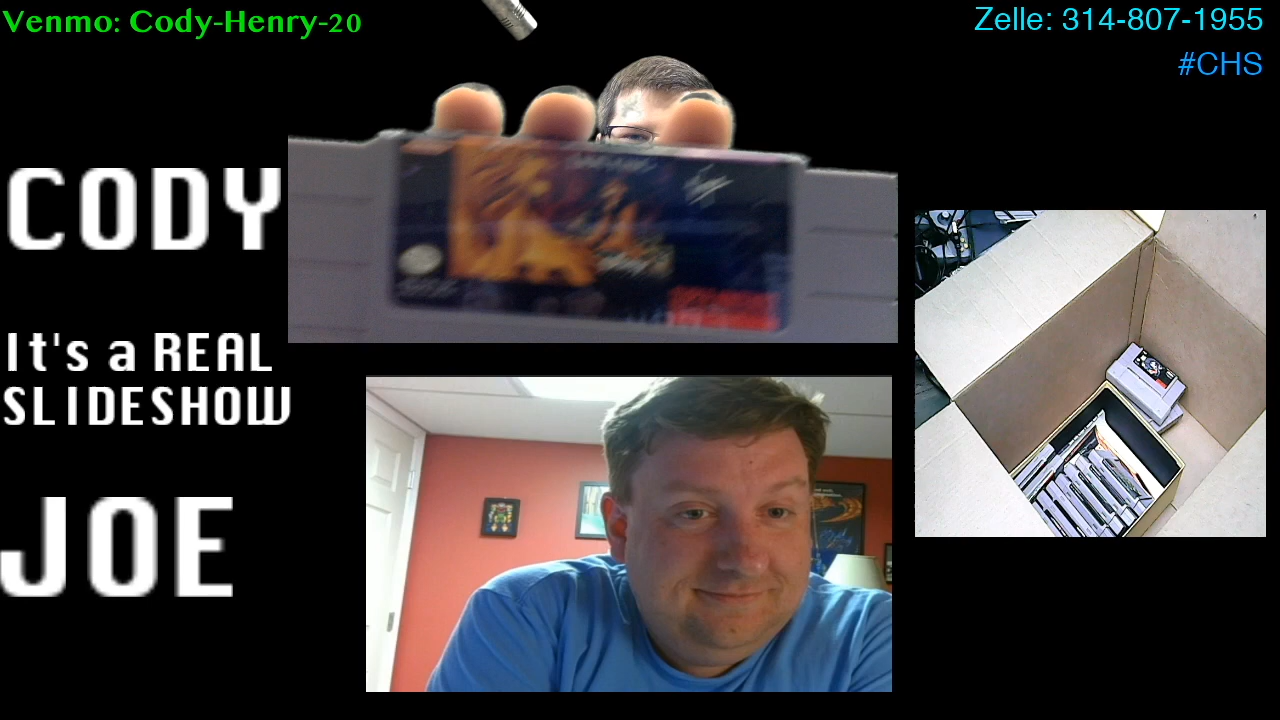 Venmo: Cody-Henry-20
Zelle: 314-807-1955
#CHS
CODY
It's a REAL
SLIDESHOW
JOE